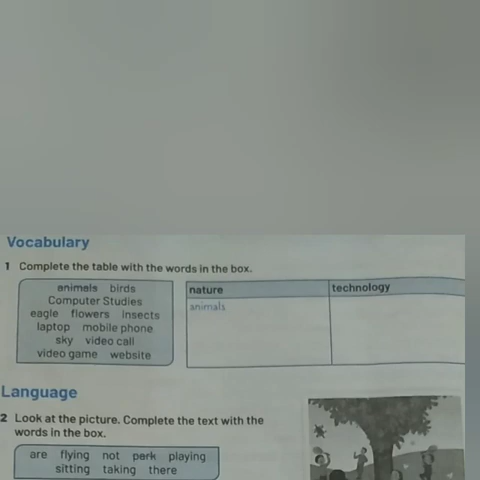 Vocabulary
1 Complete the table with the words in the box.
animals birds
Computer Studies
eagle flowers insects
laptop mobile phone
sky video call
video game website
nature technology
animals
Language
2 Look at the picture. Complete the text with the
words in the box.
are flying not perk playing
sitting taking there